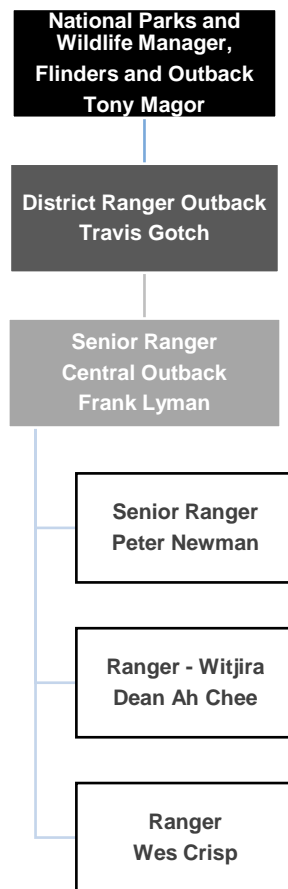 National Parks and
Wildlife Manager,
Flinders and Outback
Tony Magor
District Ranger Outback
Travis Gotch
Senior Ranger
Central Outback
Frank Lyman
Senior Ranger
Peter Newman
Ranger - Witjira
Dean Ah Chee
Ranger
Wes Crisp